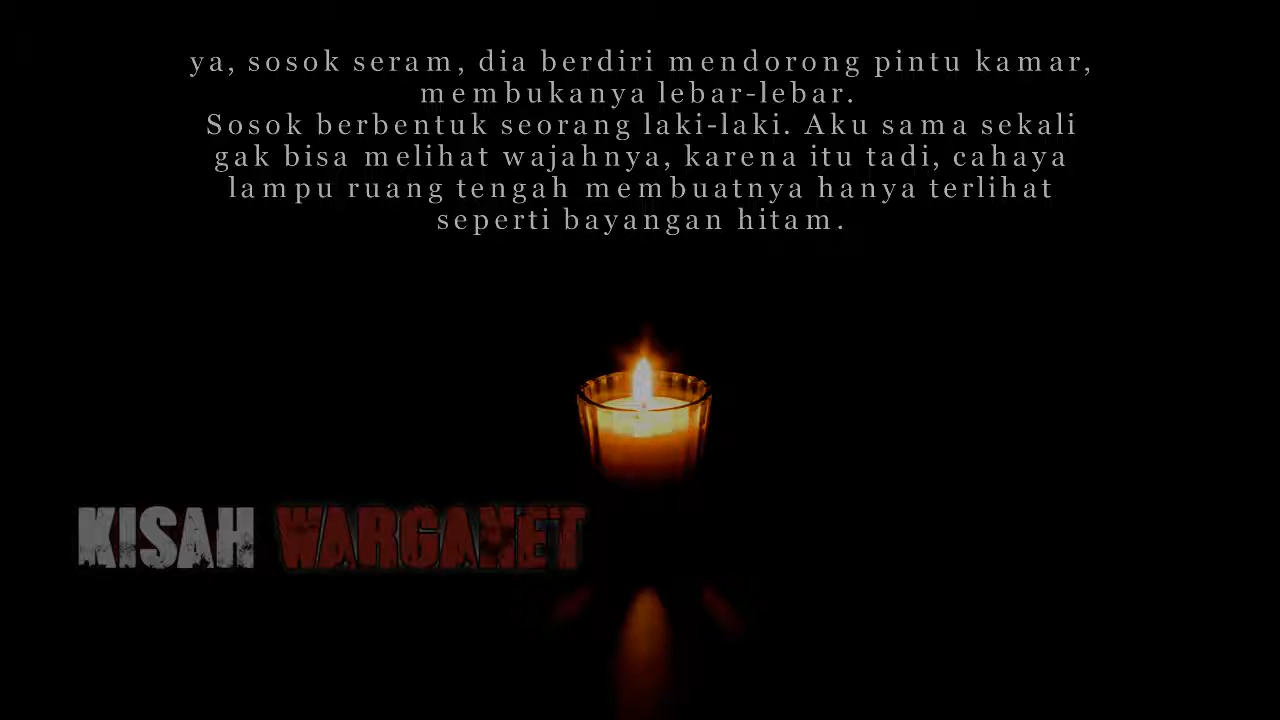 ya, sosok seram, dia berdiri mendorong pintu kamar,
membukanya lebar-lebar.
Sosok berbentuk seorang laki-laki. Aku sama sekali
gak bisa melihat wajahnya, karena itu tadi, cahaya
lampu ruang tengah membuatnya hanya terlihat
seperti bayangan hitam.
KISAH WARGANET